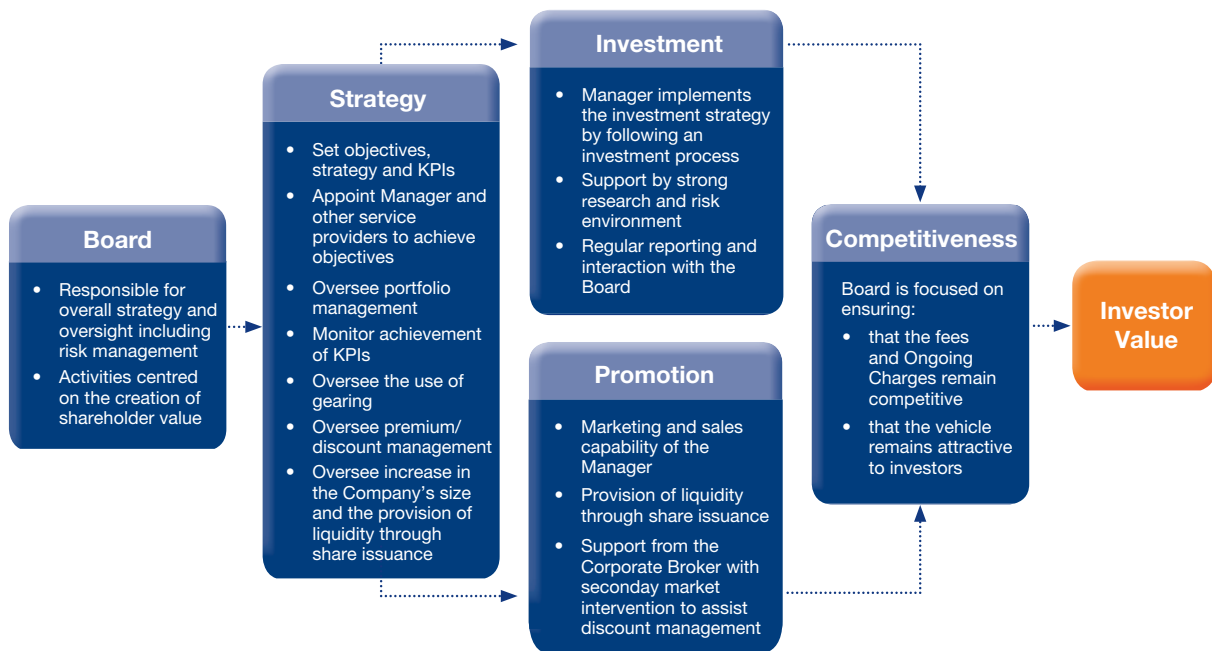 Board
• Responsible for
overall strategy and
oversight including
risk management
• Activities centred
on the creation of
shareholder value
Strategy
• Set objectives,
strategy and KPIs
• Appoint Manager and
other service
providers to achieve
objectives
• Oversee portfolio
management
• Monitor achievement
of KPIs
• Oversee the use of
gearing
• Oversee premium/
discount management
• Oversee increase in
the Company's size
and the provision of
liquidity through
share issuance
Investment
• Manager implements
the investment strategy
by following an
investment process
• Support by strong
research and risk
environment
• Regular reporting and
interaction with the
Board
Promotion
• Marketing and sales
capability of the
Manager
• Provision of liquidity
through share issuance
• Support from the
Corporate Broker with
seconday market
intervention to assist
discount management
Competitiveness
Board is focused on
ensuring:
• that the fees
and Ongoing
Charges remain
competitive
• that the vehicle
remains attractive
to investors
Investor
Value